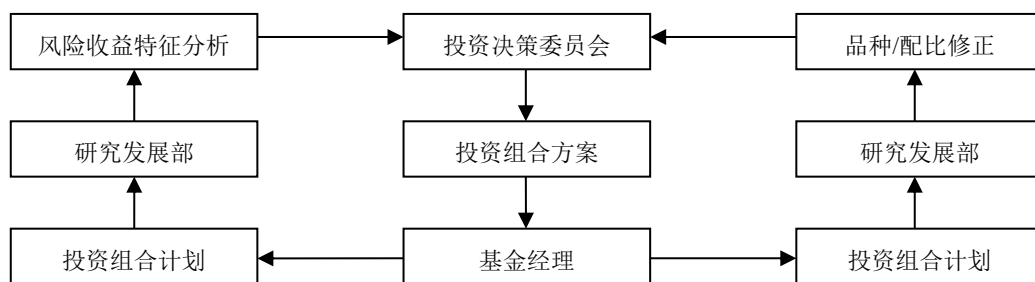 风险收益特征分析
投资决策委员会
品种/配比修正
研究发展部
投资组合方案
研究发展部
投资组合计划
基金经理
投资组合计划